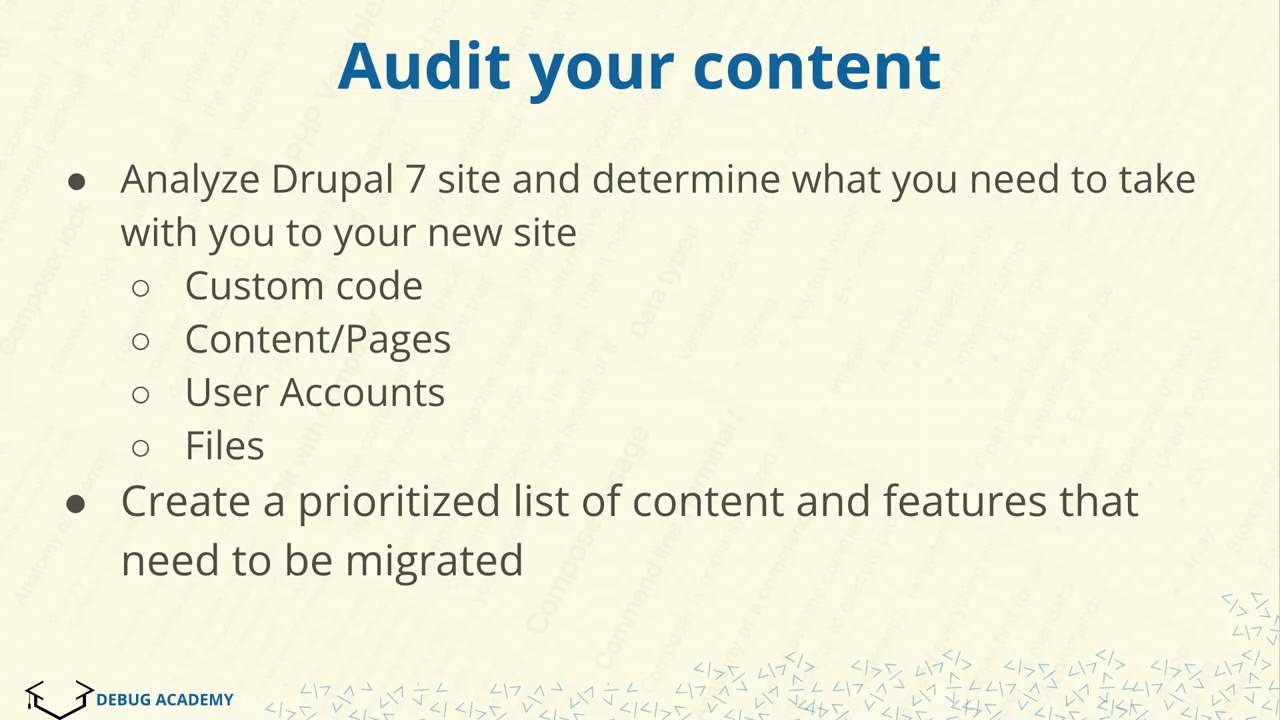 Audit your content
● Analyze Drupal 7 site and determine what you need to take
with you to your new site
○ Custom code
○ Content/Pages
○ User Accounts
○ Files
● Create a prioritized list of content and features that
need to be migrated
DEBUG ACADEMY